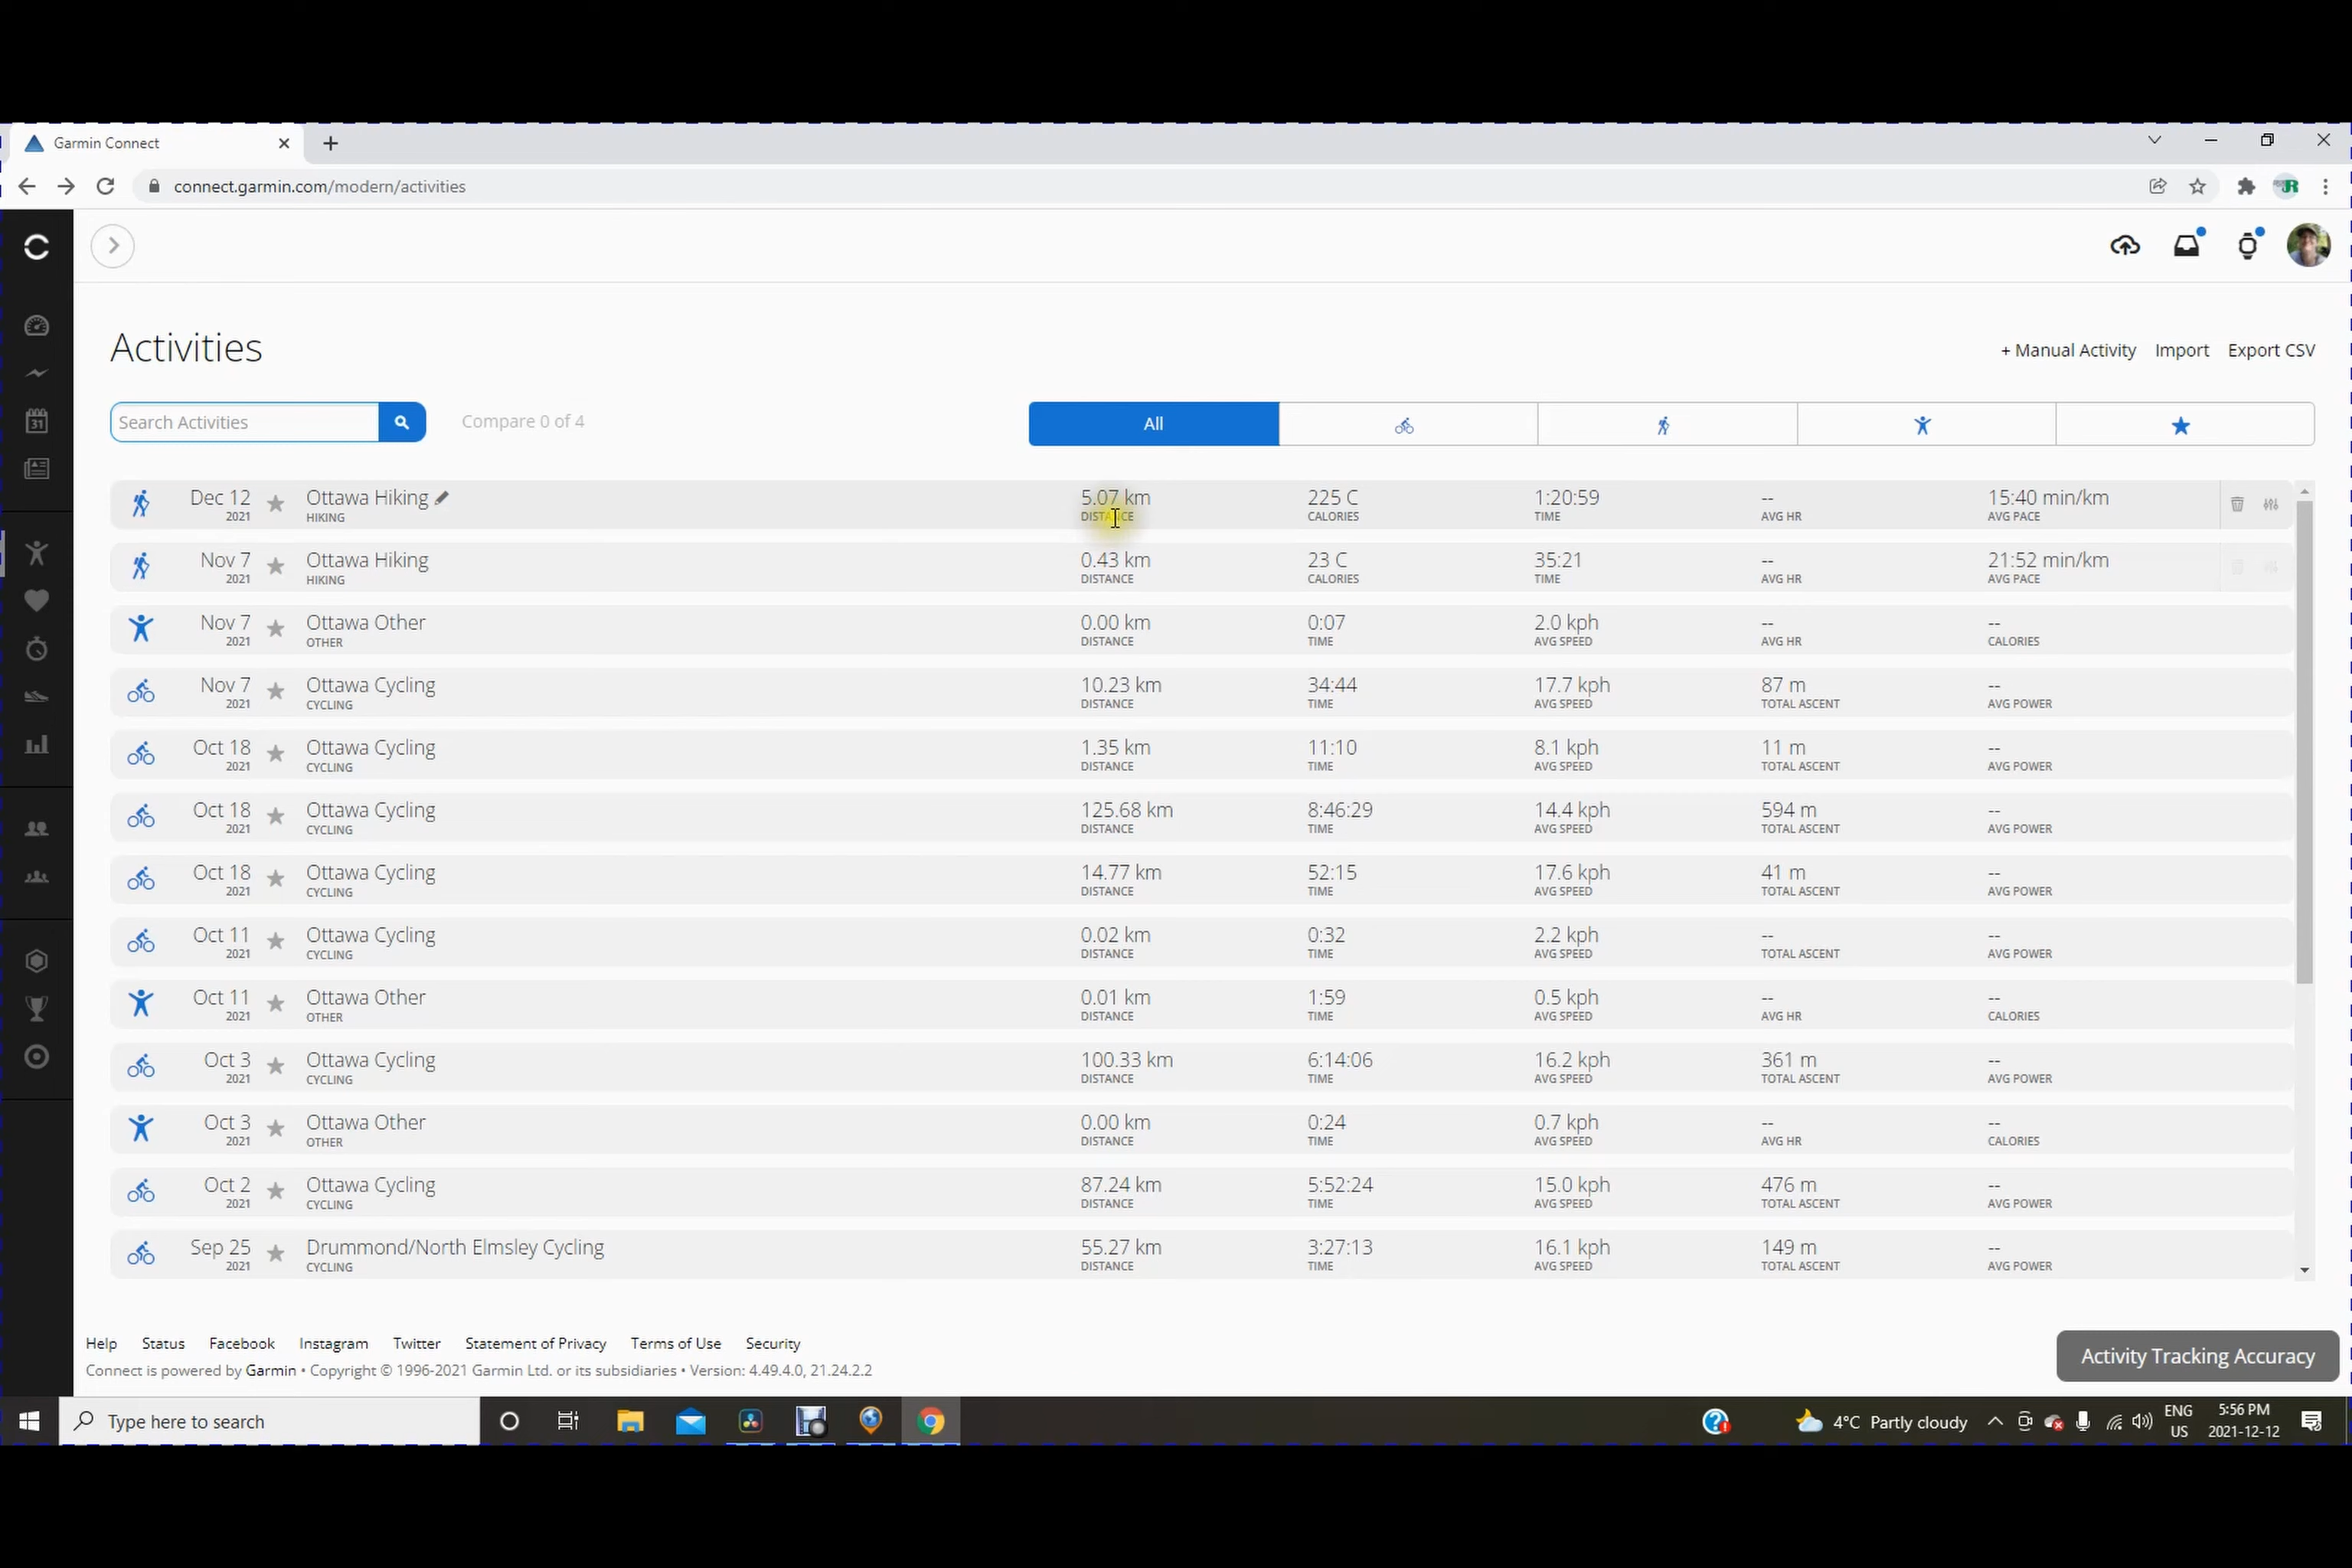 Garmin Connect
connect.garmin.com/modern/activities
Activities
+ Manual Activity Import Export CSV
Search Activities Compare 0 of 4 All
Dec 12 Ottawa Hiking 5.07 km 225 C 1:20:59 -- 15:40 min/km
2021 HIKING DISTANCE CALORIES TIME AVG HR AVG PACE
Nov 7 Ottawa Hiking 0.43 km 23 C 35:21 -- 21:52 min/km
2021 HIKING DISTANCE CALORIES TIME AVG HR AVG PACE
Nov 7 Ottawa Other 0.00 km 0:07 2.0 kph -- --
2021 OTHER DISTANCE TIME AVG SPEED AVG HR CALORIES
Nov 7 Ottawa Cycling 10.23 km 34:44 17.7 kph 87 m --
2021 CYCLING DISTANCE TIME AVG SPEED TOTAL ASCENT AVG POWER
Oct 18 Ottawa Cycling 1.35 km 11:10 8.1 kph 11 m --
2021 CYCLING DISTANCE TIME AVG SPEED TOTAL ASCENT AVG POWER
Oct 18 Ottawa Cycling 125.68 km 8:46:29 14.4 kph 594 m --
2021 CYCLING DISTANCE TIME AVG SPEED TOTAL ASCENT AVG POWER
Oct 18 Ottawa Cycling 14.77 km 52:15 17.6 kph 41 m --
2021 CYCLING DISTANCE TIME AVG SPEED TOTAL ASCENT AVG POWER
Oct 11 Ottawa Cycling 0.02 km 0:32 2.2 kph -- --
2021 CYCLING DISTANCE TIME AVG SPEED TOTAL ASCENT AVG POWER
Oct 11 Ottawa Other 0.01 km 1:59 0.5 kph -- --
2021 OTHER DISTANCE TIME AVG SPEED AVG HR CALORIES
Oct 3 Ottawa Cycling 100.33 km 6:14:06 16.2 kph 361 m --
2021 CYCLING DISTANCE TIME AVG SPEED TOTAL ASCENT AVG POWER
Oct 3 Ottawa Other 0.00 km 0:24 0.7 kph -- --
2021 OTHER DISTANCE TIME AVG SPEED AVG HR CALORIES
Oct 2 Ottawa Cycling 87.24 km 5:52:24 15.0 kph 476 m --
2021 CYCLING DISTANCE TIME AVG SPEED TOTAL ASCENT AVG POWER
Sep 25 Drummond/North Elmsley Cycling 55.27 km 3:27:13 16.1 kph 149 m --
2021 CYCLING DISTANCE TIME AVG SPEED TOTAL ASCENT AVG POWER
Help Status Facebook Instagram Twitter Statement of Privacy Terms of Use Security
Connect is powered by Garmin • Copyright © 1996-2021 Garmin Ltd. or its subsidiaries • Version: 4.49.4.0, 21.24.2.2
Activity Tracking Accuracy
Type here to search 4°C Partly cloudy ENG 5:56 PM
US 2021-12-12